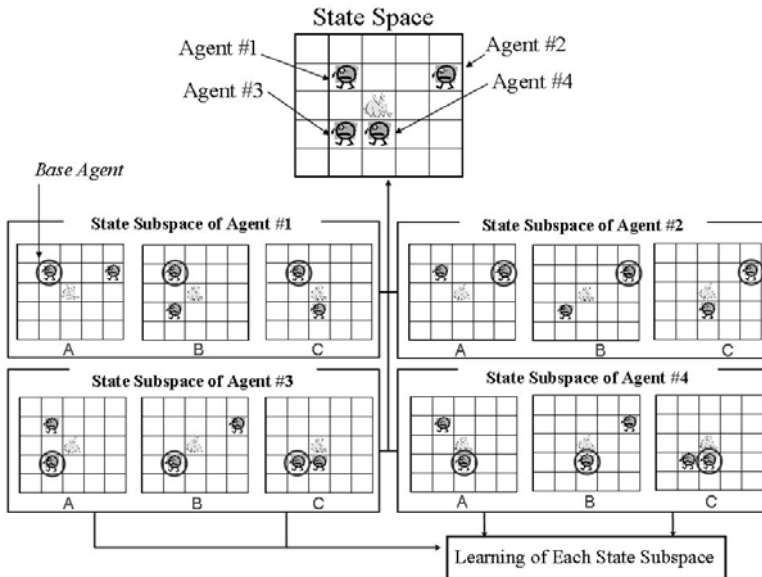 State Space
Agent #1
Agent #2
Agent #3
Agent #4
Base Agent
State Subspace of Agent #1
A
B
C
State Subspace of Agent #2
A
B
C
State Subspace of Agent #3
A
B
C
State Subspace of Agent #4
A
B
C
Learning of Each State Subspace